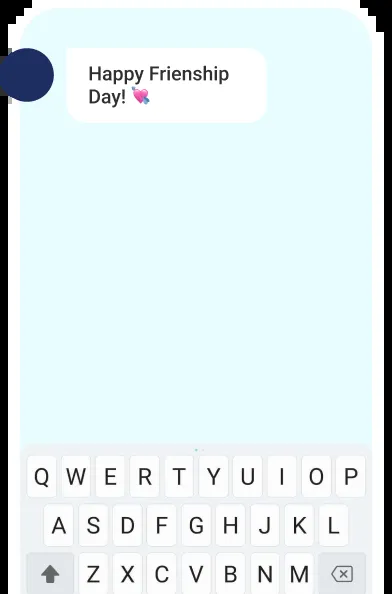 Happy Frienship
Day! 💘
Q W E R T Y U I O P
A S D F G H J K L
Z X C V B N M